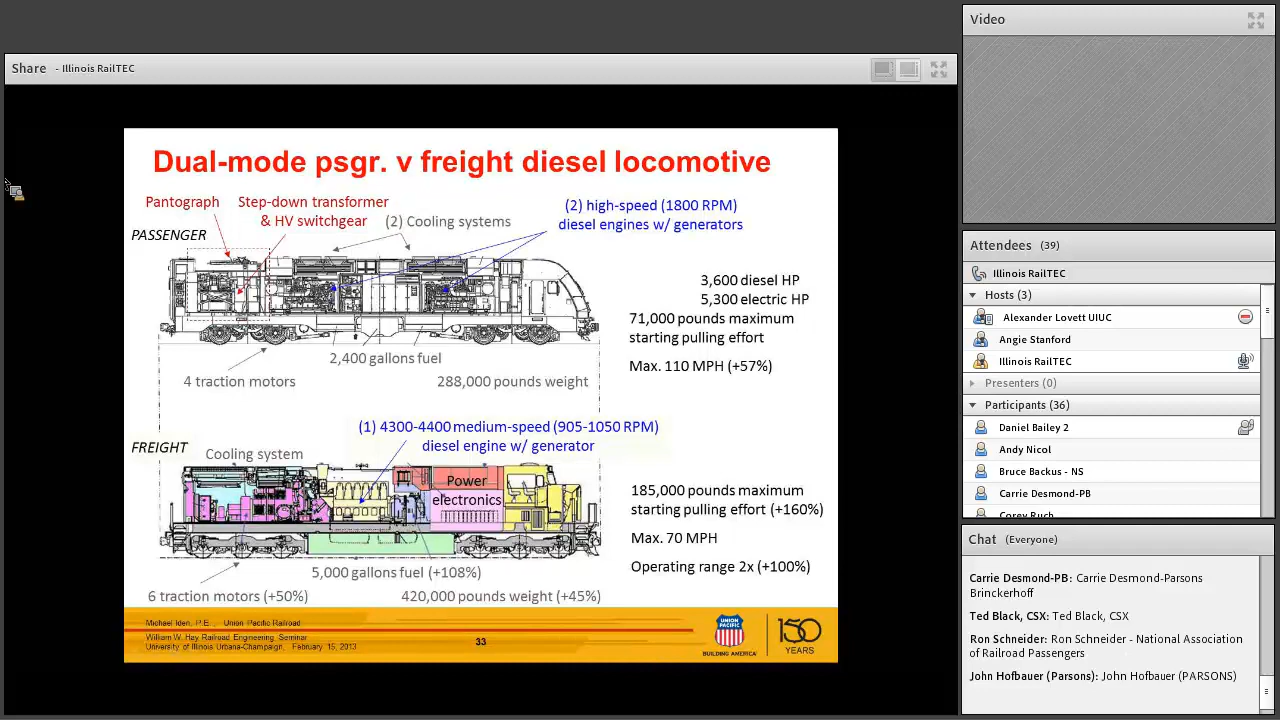 Share - Illinois RailTEC
Dual-mode psgr. v freight diesel locomotive
Pantograph
Step-down transformer
& HV switchgear
(2) Cooling systems
(2) high-speed (1800 RPM)
diesel engines w/ generators
PASSENGER
3,600 diesel HP
5,300 electric HP
71,000 pounds maximum
starting pulling effort
Max. 110 MPH (+57%)
2,400 gallons fuel
4 traction motors
288,000 pounds weight
(1) 4300-4400 medium-speed (905-1050 RPM)
diesel engine w/ generator
FREIGHT
Cooling system
Power
electronics
185,000 pounds maximum
starting pulling effort (+160%)
Max. 70 MPH
Operating range 2x (+100%)
5,000 gallons fuel (+108%)
6 traction motors (+50%)
420,000 pounds weight (+45%)
Michael Iden, P.E., Union Pacific Railroad
William W. Hay Railroad Engineering Seminar
University of Illinois Urbana-Champaign, February 15, 2013
33
UNION
PACIFIC
BUILDING AMERICA
150
YEARS
Video
Attendees (39)
Illinois RailTEC
Hosts (3)
Alexander Lovett UIUC
Angie Stanford
Illinois RailTEC
Presenters (0)
Participants (36)
Daniel Bailey 2
Andy Nicol
Bruce Backus - NS
Carrie Desmond-PB
Corey Ruch
Chat (Everyone)
Carrie Desmond-PB: Carrie Desmond-Parsons
Brinckerhoff
Ted Black, CSX: Ted Black, CSX
Ron Schneider: Ron Schneider - National Association
of Railroad Passengers
John Hofbauer (Parsons): John Hofbauer (PARSONS)